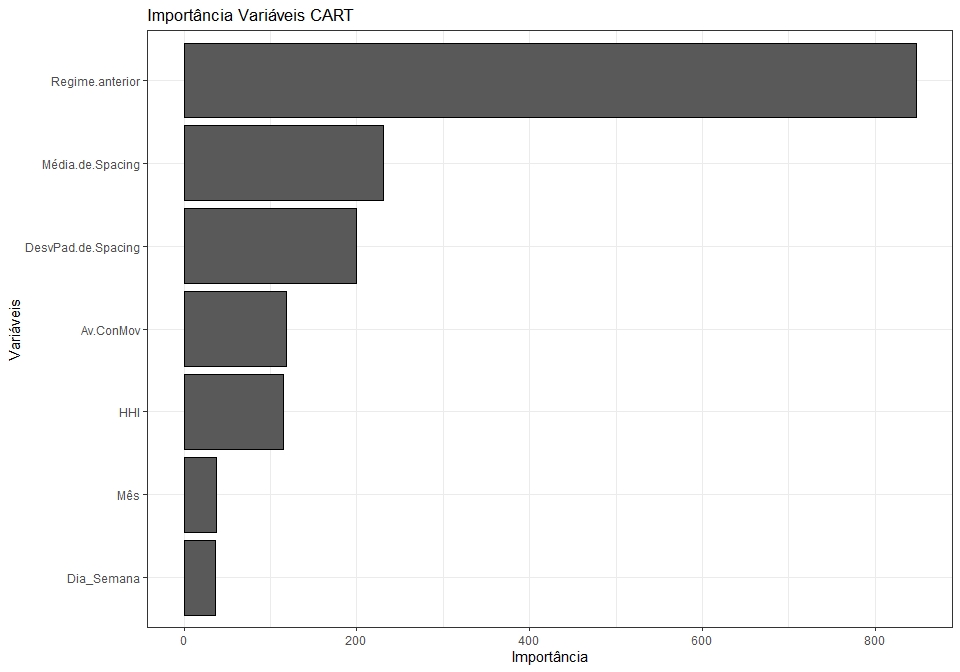 Importância Variáveis CART
Variáveis
Regime.anterior
Média.de.Spacing
DesvPad.de.Spacing
Av.ConMov
HHI
Mês
Dia_Semana
0 200 400 600 800
Importância